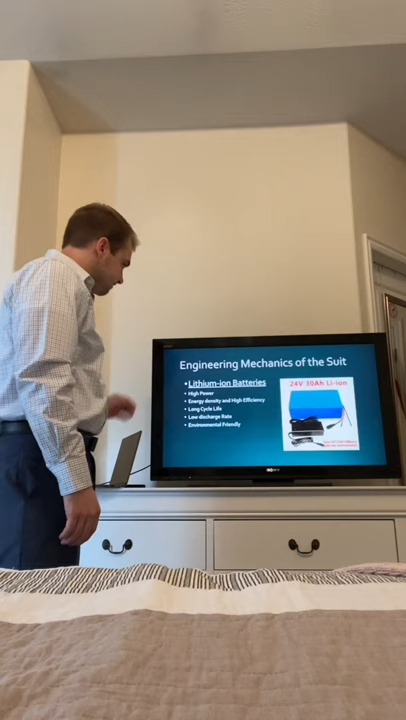 Engineering Mechanics of the Suit
•Lithium-ion Batteries
• High Power
• Energy density and High Efficiency
• Long Cycle Life
• Low discharge Rate
• Environmental Friendly
24V 30Ah Li-ion